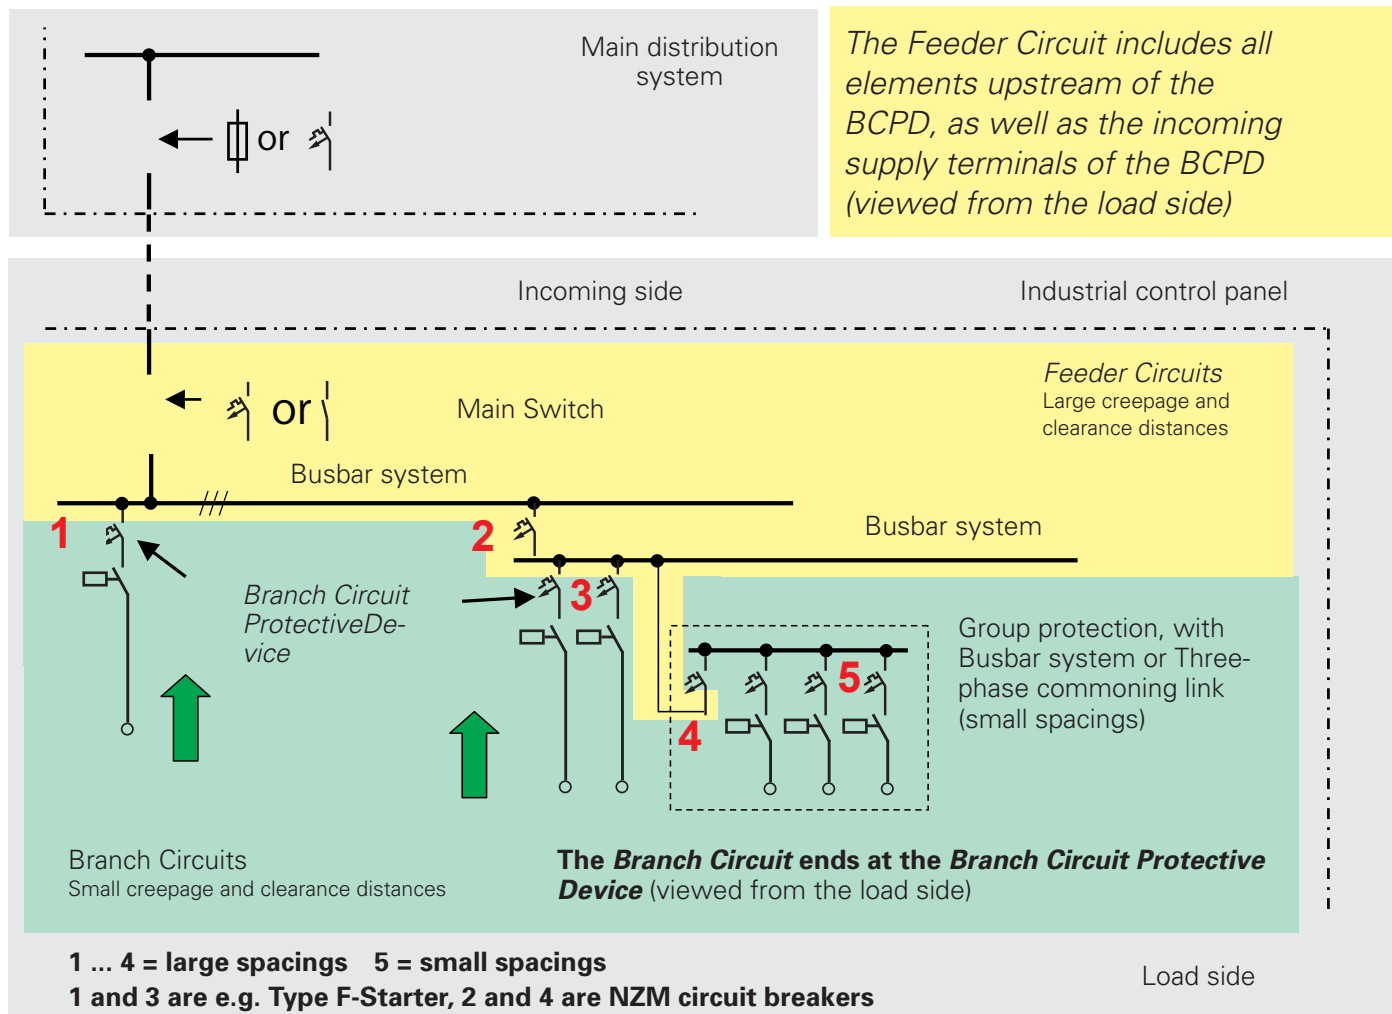 Main distribution
system
or
The Feeder Circuit includes all
elements upstream of the
BCPD, as well as the incoming
supply terminals of the BCPD
(viewed from the load side)
Incoming side
Industrial control panel
Feeder Circuits
Large creepage and
clearance distances
or
Main Switch
Busbar system
1
2
Busbar system
Branch Circuit
ProtectiveDe-
vice
3
4
5
Group protection, with
Busbar system or Three-
phase commoning link
(small spacings)
Branch Circuits
Small creepage and clearance distances
The Branch Circuit ends at the Branch Circuit Protective
Device (viewed from the load side)
1 ... 4 = large spacings 5 = small spacings
1 and 3 are e.g. Type F-Starter, 2 and 4 are NZM circuit breakers
Load side